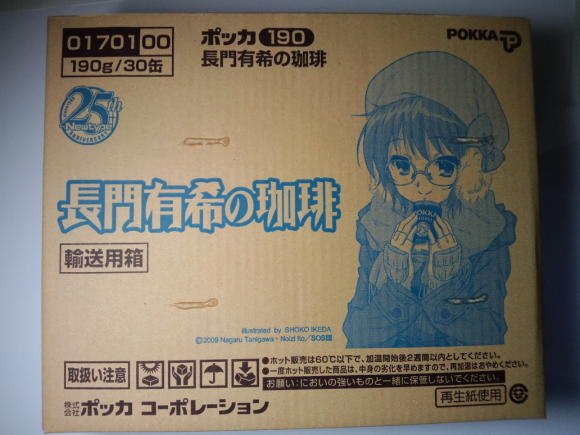 01701 00
190g/30缶
ポッカ 190
長門有希の珈琲
POKKA
25th
Newtype
ANNIVERSARY
長門有希の珈琲
POKKA
輸送用箱
illustrated by SHOKO IKEDA
©2009 Nagaru Tanigawa・Noizi Ito/SOS団
取扱い注意
●ホット販売は60℃以下で、加温開始後2週間以内としてください。
●一度ホット販売した商品は、中身の劣化を早めますので、再加温はおやめください。
お願い:においの強いものと一緒に保管しないでください。
株式会社 ポッカ コーポレーション
再生紙使用